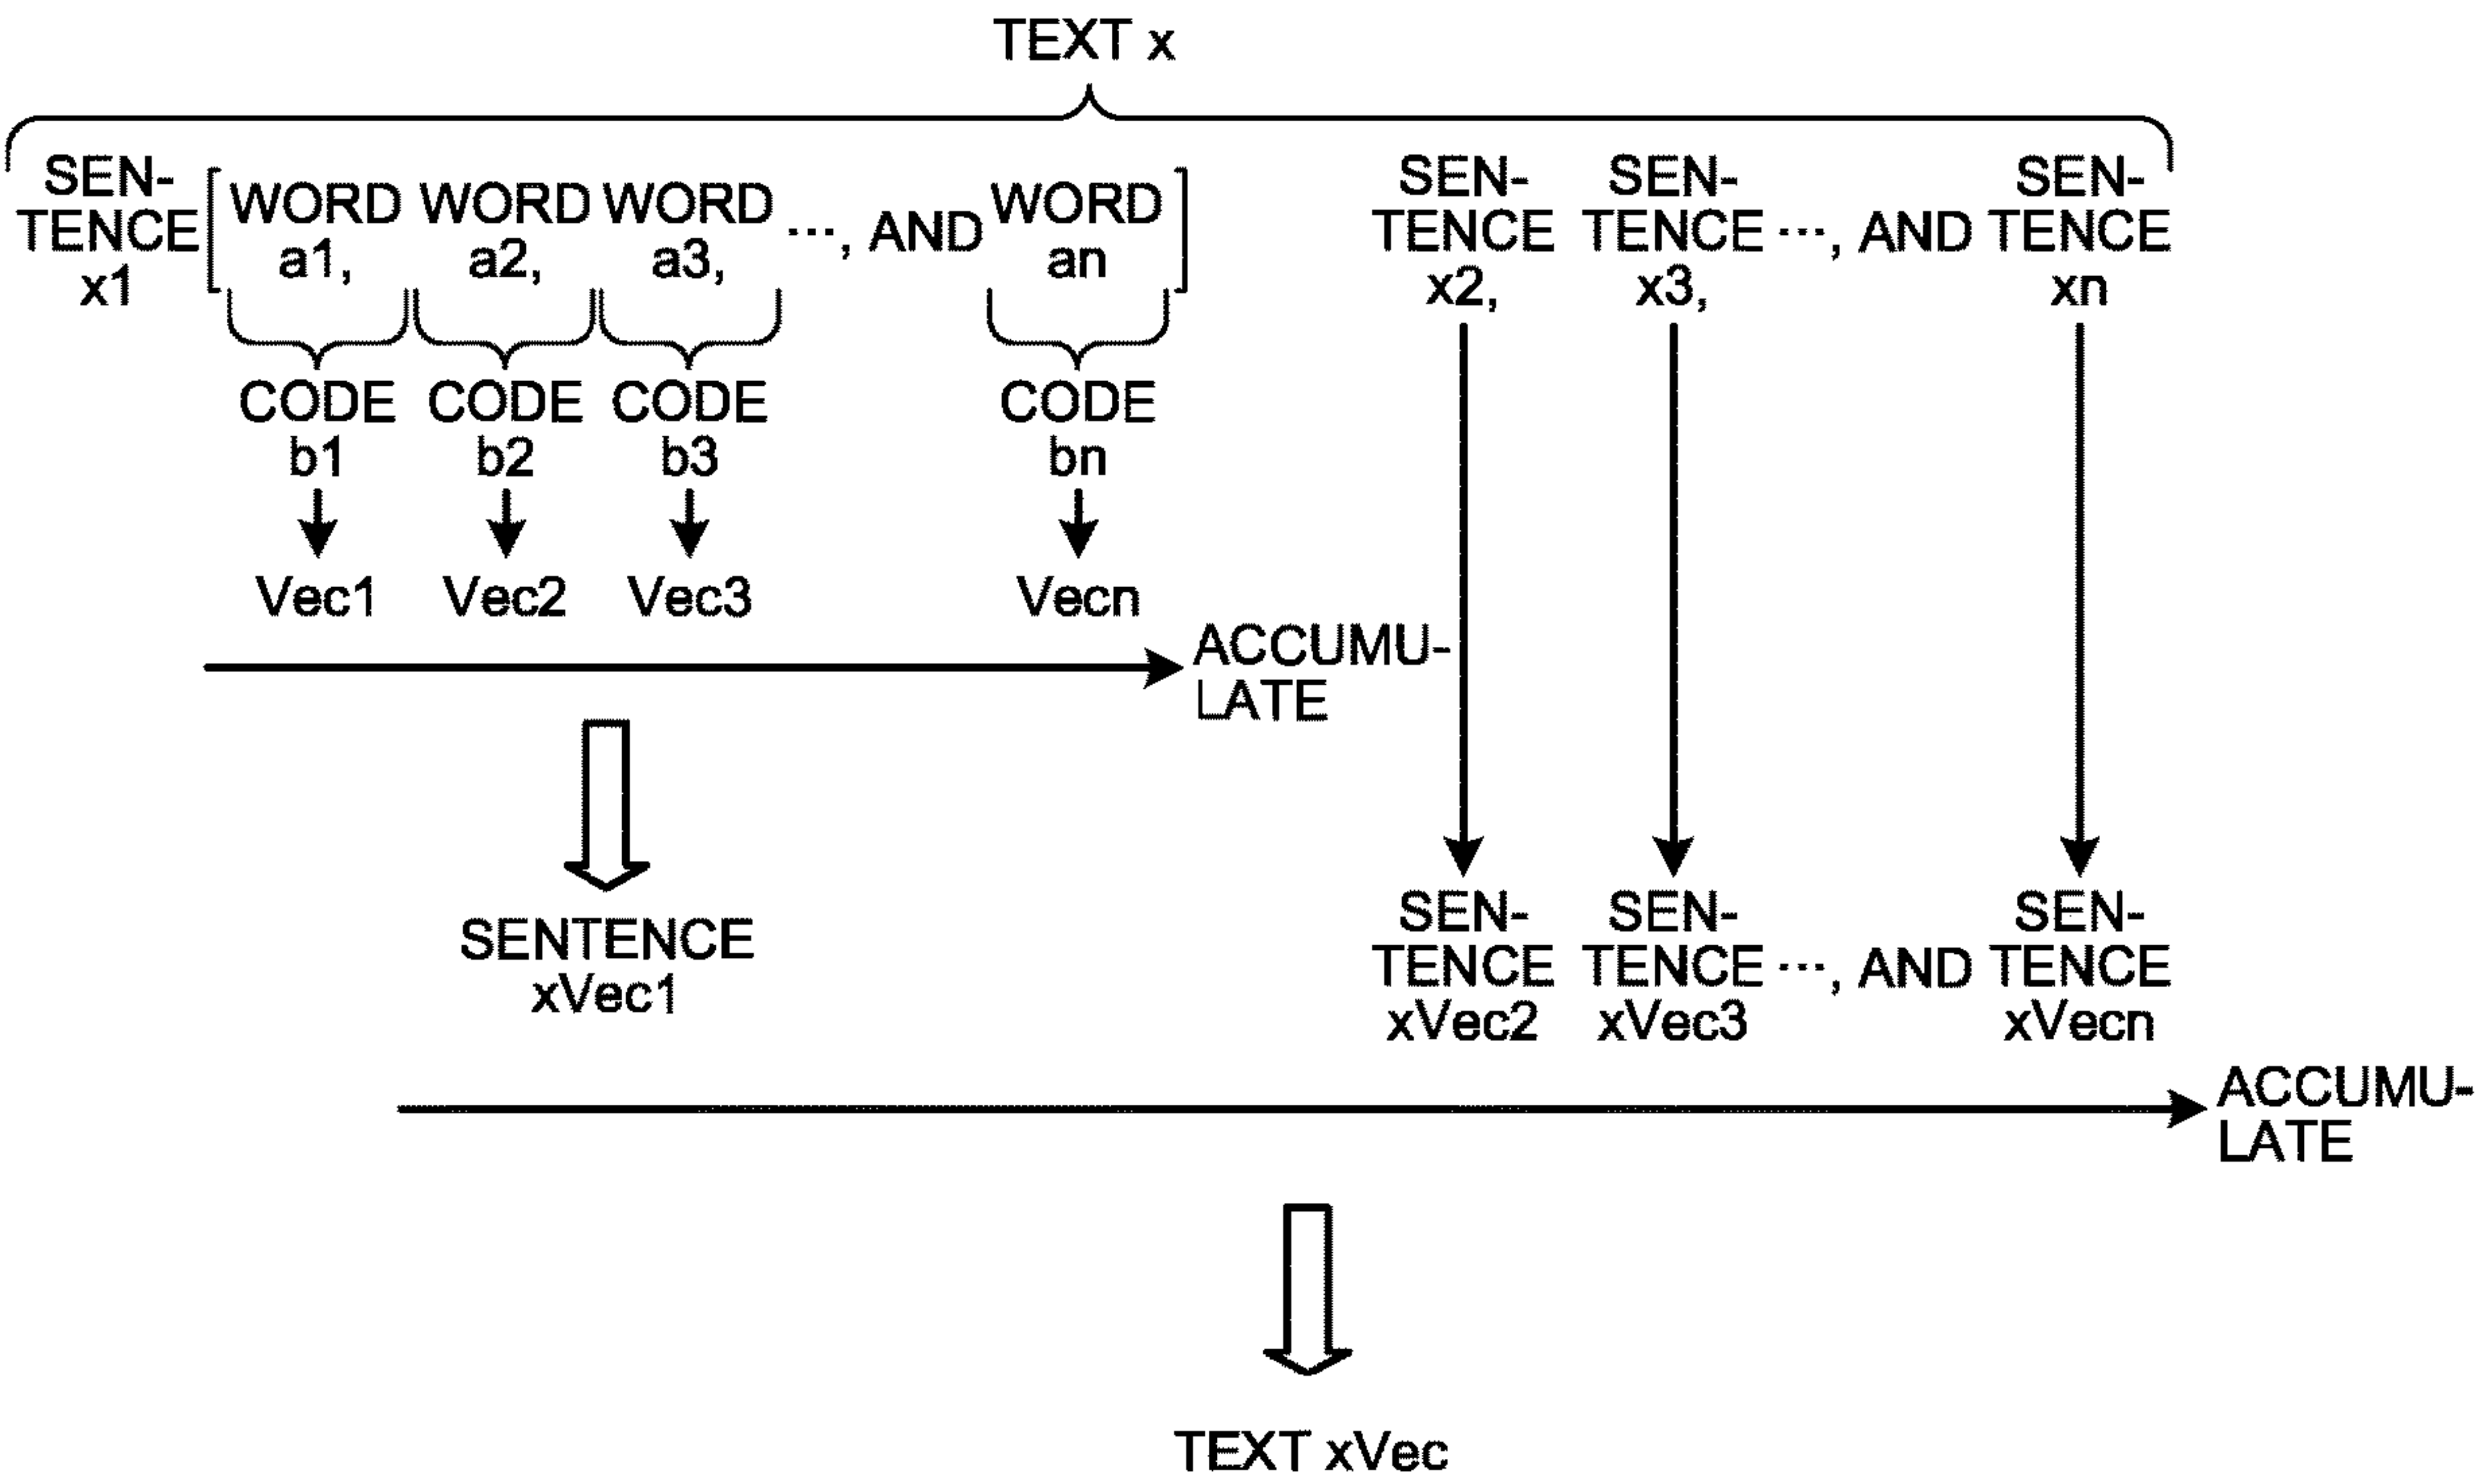 TEXT x
SEN-
TENCE
x1
WORD
a1,
WORD
a2,
WORD
a3,
..., AND
WORD
an
SEN-
TENCE
x2,
SEN-
TENCE
x3,
..., AND
SEN-
TENCE
xn
CODE
b1
CODE
b2
CODE
b3
CODE
bn
Vec1
Vec2
Vec3
Vecn
ACCUMU-
LATE
SENTENCE
xVec1
SEN-
TENCE
xVec2
SEN-
TENCE
xVec3
..., AND
SEN-
TENCE
xVecn
ACCUMU-
LATE
TEXT xVec